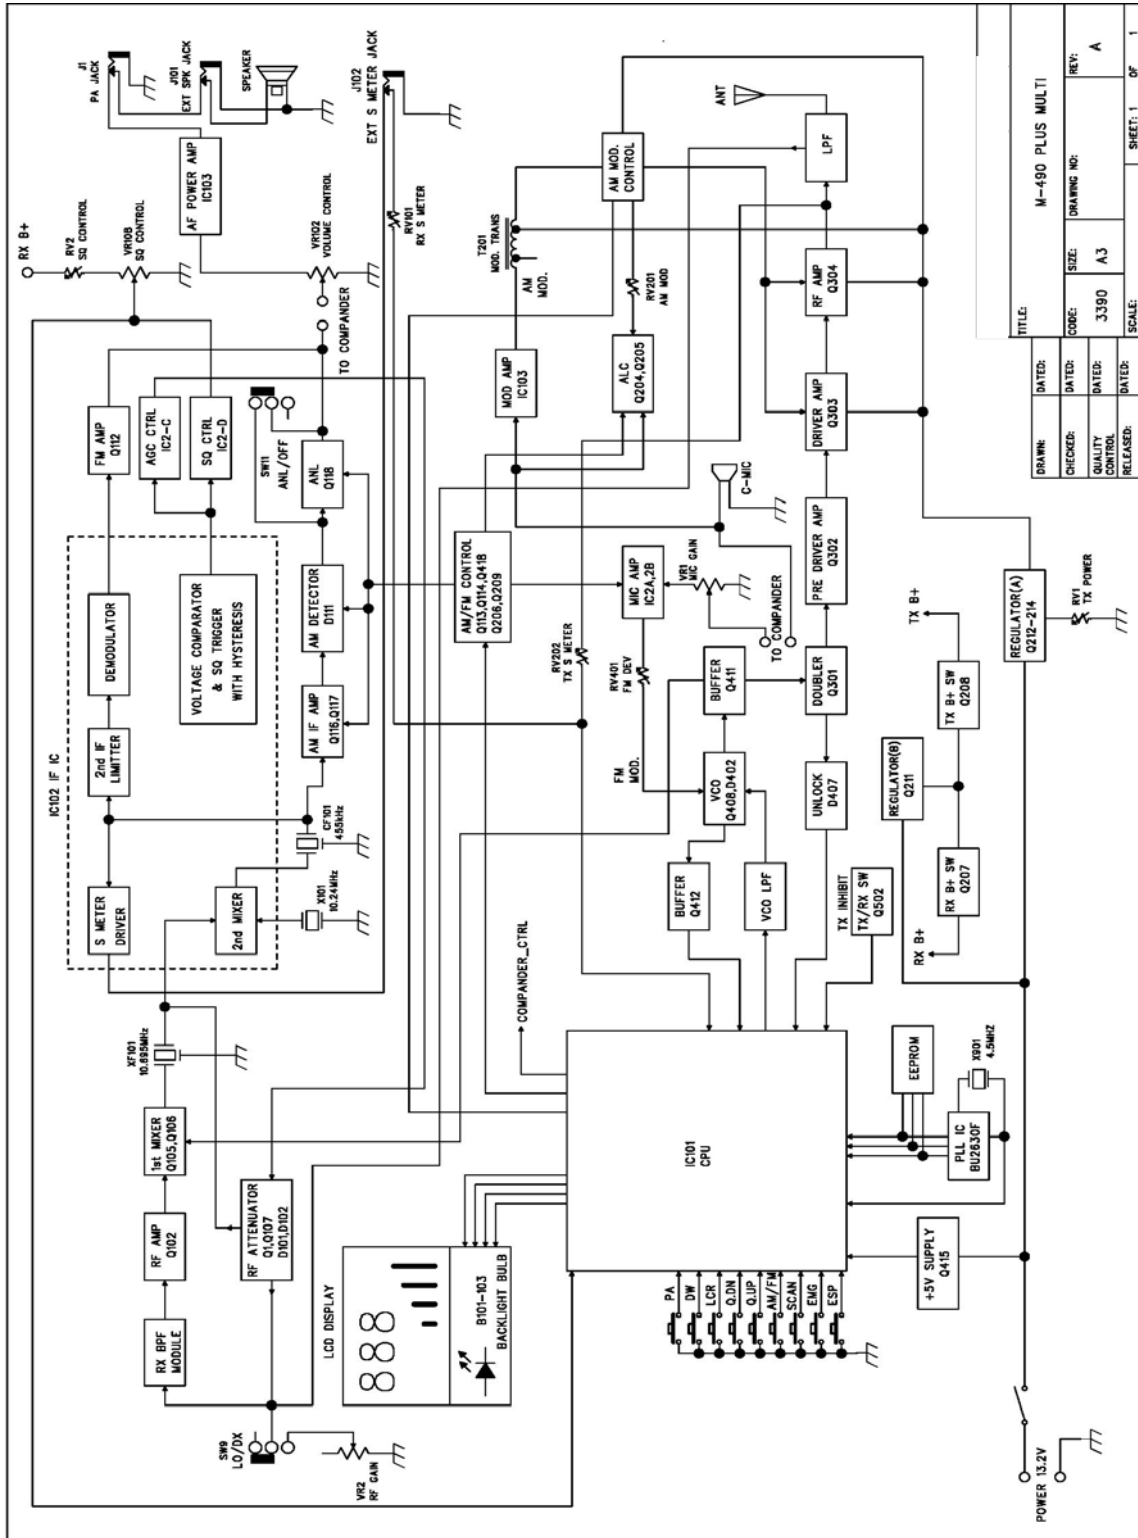 J1
PA JACK
J101
EXT SPK JACK
SPEAKER
J102
EXT S METER JACK
AF POWER AMP
IC103
RX B+
RV2
SQ CONTROL
VR10B
SQ CONTROL
VR102
VOLUME CONTROL
TO COMPANDER
RV101
RX S METER
FM AMP
Q112
AGC CTRL
IC2-C
SQ CTRL
IC2-D
SW11
ANL/OFF
ANL
Q118
IC102 IF IC
DEMODULATOR
VOLTAGE COMPARATOR
& SQ TRIGGER
WITH HYSTERESIS
AM DETECTOR
D111
2nd IF
LIMITTER
AM IF AMP
Q116,Q117
CF101
455kHz
S METER
DRIVER
2nd MIXER
X101
10.24MHz
XF101
10.695MHz
1st MIXER
Q105,Q106
RF AMP
Q102
RF ATTENUATOR
Q1,Q107
D101,D102
RX BPF
MODULE
SW9
LO/DX
VR2
RF GAIN
LCD DISPLAY
888
B101-103
BACKLIGHT BULB
ANT
AM MOD.
CONTROL
LPF
T201
MOD. TRANS
AM
MOD.
RV201
AM MOD
MOD AMP
IC103
ALC
Q204,Q205
RF AMP
Q304
DRIVER AMP
Q303
C-MIC
PRE DRIVER AMP
Q302
AM/FM CONTROL
Q113,Q114,Q418
Q206,Q209
MIC AMP
IC2A,2B
VR1
MIC GAIN
TO COMPANDER
RV202
TX S METER
RV401
FM DEV
BUFFER
Q411
DOUBLER
Q301
FM
MOD.
VCO
Q408,D402
UNLOCK
D407
BUFFER
Q412
VCO LPF
TX INHIBIT
TX/RX SW
Q502
COMPANDER_CTRL
IC101
CPU
PA
DW
LCR
Q.DN
Q.UP
AM/FM
SCAN
EMG
ESP
EEPROM
X901
4.5MHZ
PLL IC
BU2630F
+5V SUPPLY
Q415
REGULATOR(A)
Q212-214
RV1
TX POWER
TX B+
TX B+ SW
Q208
REGULATOR(B)
Q211
RX B+ SW
Q207
RX B+
POWER 13.2V
TITLE:
M-490 PLUS MULTI
CODE:
3390
SIZE:
A3
DRAWING NO:
REV:
A
SCALE:
SHEET: 1 OF 1
DRAWN:
DATED:
CHECKED:
DATED:
QUALITY
CONTROL
DATED:
RELEASED:
DATED: